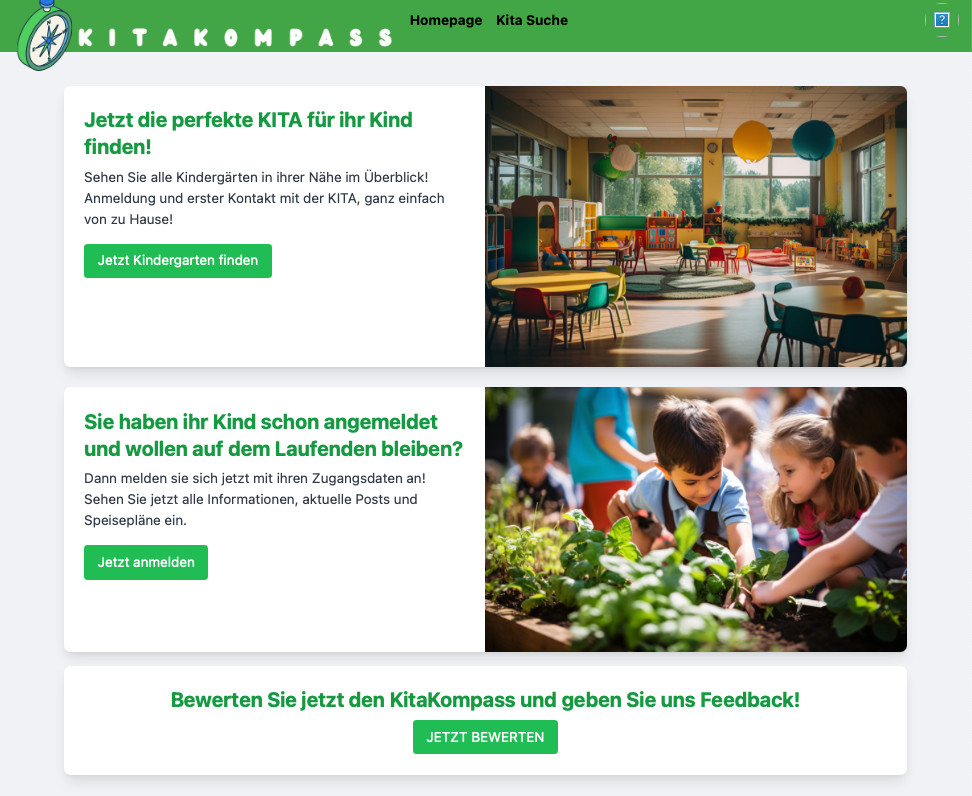 KITAKOMPASS
Homepage Kita Suche
Jetzt die perfekte KITA für ihr Kind
finden!
Sehen Sie alle Kindergärten in ihrer Nähe im Überblick!
Anmeldung und erster Kontakt mit der KITA, ganz einfach
von zu Hause!
Jetzt Kindergarten finden
Sie haben ihr Kind schon angemeldet
und wollen auf dem Laufenden bleiben?
Dann melden sie sich jetzt mit ihren Zugangsdaten an!
Sehen Sie jetzt alle Informationen, aktuelle Posts und
Speisepläne ein.
Jetzt anmelden
Bewerten Sie jetzt den KitaKompass und geben Sie uns Feedback!
JETZT BEWERTEN